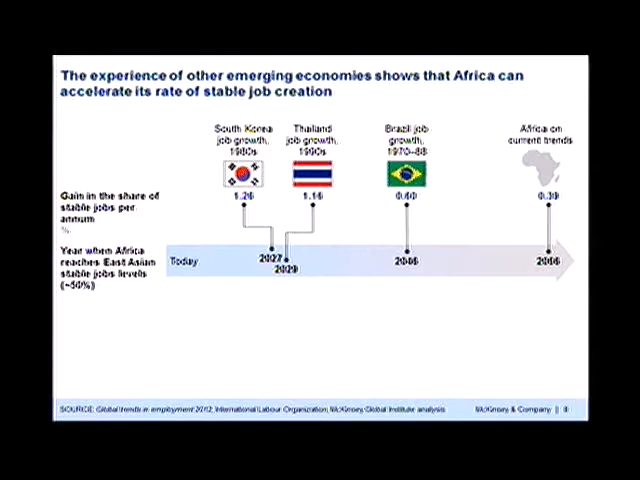 The experience of other emerging economies shows that Africa can
accelerate its rate of stable job creation
South Korea
job growth,
1980s
Thailand
job growth,
1990s
Brazil job
growth,
1970–88
Africa on
current trends
Gain in the share of
stable jobs per
annum
%
1.26
1.16
0.60
0.39
Year when Africa
reaches East Asian
stable jobs levels
(~50%)
Today
2027
2029
2046
2066
SOURCE: Global trends in employment 2012, International Labour Organization; McKinsey Global Institute analysis
McKinsey & Company | 8